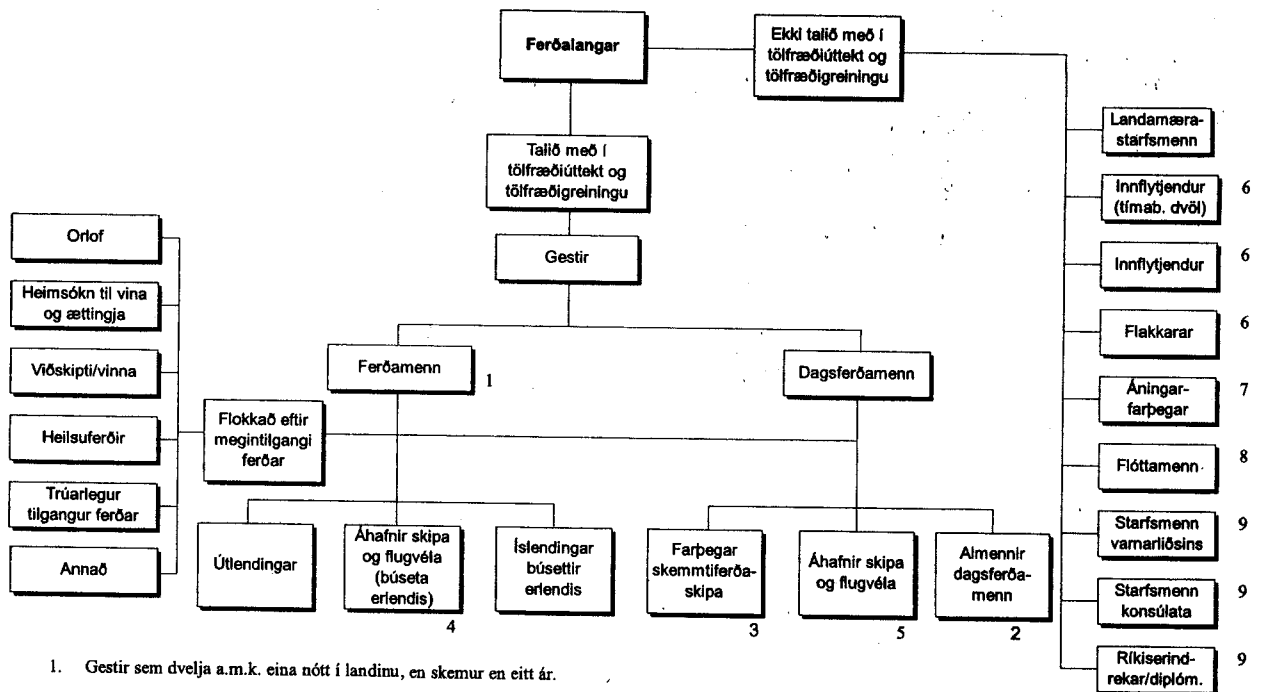 Ferðalangar
Ekki talið með í
tölfræðiúttekt og
tölfræðigreiningu
Talið með í
tölfræðiúttekt og
tölfræðigreiningu
Gestir
Ferðamenn
1
Dagsferðamenn
Flokkað eftir
megintilgangi
ferðar
Orlof
Heimsókn til vina
og ættingja
Viðskipti/vinna
Heilsuferðir
Trúarlegur
tilgangur ferðar
Annað
Útlendingar
Áhafnir skipa
og flugvéla
(búseta
erlendis)
4
Íslendingar
búsettir
erlendis
Farþegar
skemmtiferða-
skipa
3
Áhafnir skipa
og flugvéla
5
Almennir
dagsferða-
menn
2
Landamæra-
starfsmenn
Innflytjendur
(tímab. dvöl)
6
Innflytjendur
6
Flakkarar
6
Áningar-
farþegar
7
Flóttamenn
8
Starfsmenn
varnarliðsins
9
Starfsmenn
konsúlata
9
Ríkiserind-
rekar/diplóm.
9
1. Gestir sem dvelja a.m.k. eina nótt í landinu, en skemur en eitt ár.